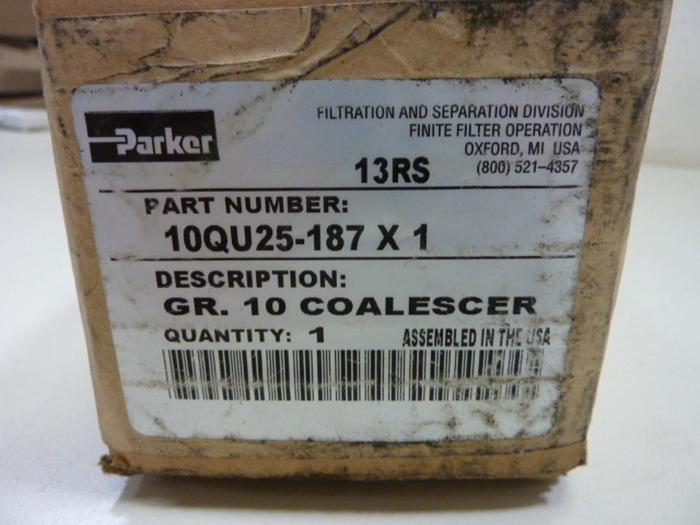 Parker
FILTRATION AND SEPARATION DIVISION
FINITE FILTER OPERATION
OXFORD, MI USA
13RS (800) 521-4357
PART NUMBER:
10QU25-187 X 1
DESCRIPTION:
GR. 10 COALESCER
QUANTITY: 1 ASSEMBLED IN THE USA